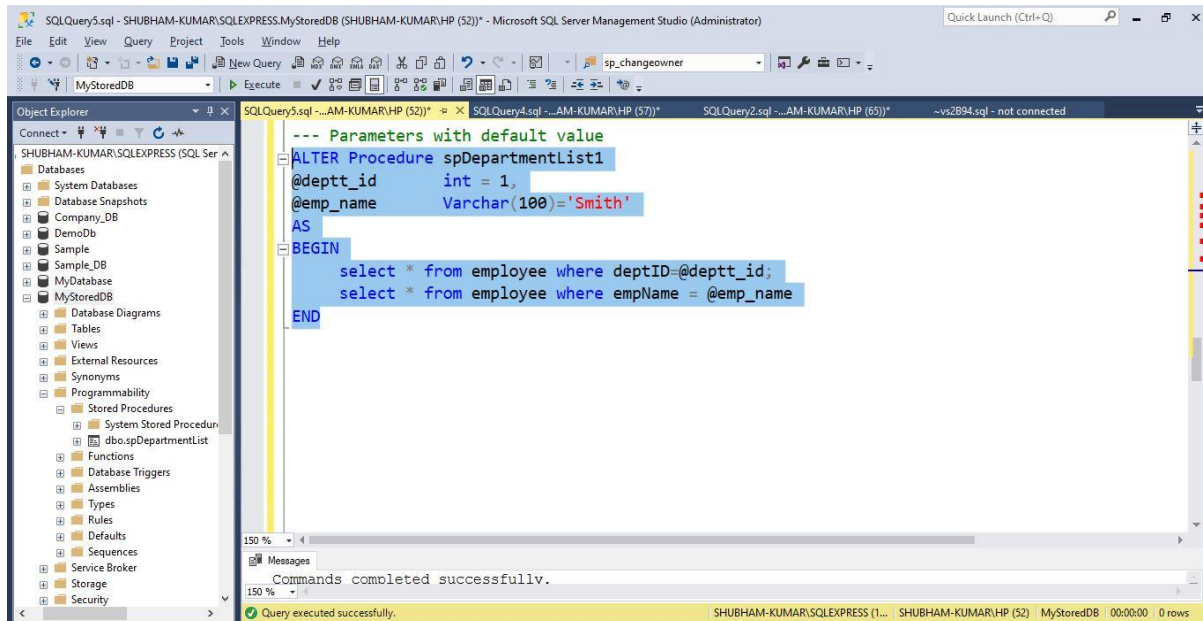 SQLQuery5.sql - SHUBHAM-KUMAR\SQLEXPRESS.MyStoredDB (SHUBHAM-KUMAR\HP (52))* - Microsoft SQL Server Management Studio (Administrator)
Quick Launch (Ctrl+Q)
File Edit View Query Project Tools Window Help
New Query
sp_changeowner
MyStoredDB
Execute
Object Explorer
SQLQuery5.sql -...AM-KUMAR\HP (52))*
SQLQuery4.sql -...AM-KUMAR\HP (57))*
SQLQuery2.sql -...AM-KUMAR\HP (65))*
~vs2B94.sql - not connected
Connect
SHUBHAM-KUMAR\SQLEXPRESS (SQL Ser
Databases
System Databases
Database Snapshots
Company_DB
DemoDb
Sample
Sample_DB
MyDatabase
MyStoredDB
Database Diagrams
Tables
Views
External Resources
Synonyms
Programmability
Stored Procedures
System Stored Procedur
dbo.spDepartmentList
Functions
Database Triggers
Assemblies
Types
Rules
Defaults
Sequences
Service Broker
Storage
Security
--- Parameters with default value
ALTER Procedure spDepartmentList1
@deptt_id int = 1,
@emp_name Varchar(100)='Smith'
AS
BEGIN
select * from employee where deptID=@deptt_id;
select * from employee where empName = @emp_name
END
150 %
Messages
Commands completed successfully.
150 %
Query executed successfully.
SHUBHAM-KUMAR\SQLEXPRESS (1... SHUBHAM-KUMAR\HP (52) MyStoredDB 00:00:00 0 rows